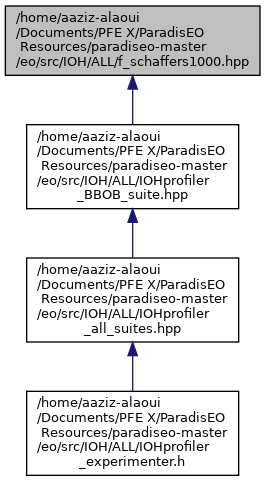 /home/aaziz-alaoui
/Documents/PFE X/ParadisEO
Resources/paradiseo-master
/eo/src/IOH/ALL/f_schaffers1000.hpp
/home/aaziz-alaoui
/Documents/PFE X/ParadisEO
Resources/paradiseo-master
/eo/src/IOH/ALL/IOHprofiler
_BBOB_suite.hpp
/home/aaziz-alaoui
/Documents/PFE X/ParadisEO
Resources/paradiseo-master
/eo/src/IOH/ALL/IOHprofiler
_all_suites.hpp
/home/aaziz-alaoui
/Documents/PFE X/ParadisEO
Resources/paradiseo-master
/eo/src/IOH/ALL/IOHprofiler
_experimenter.h